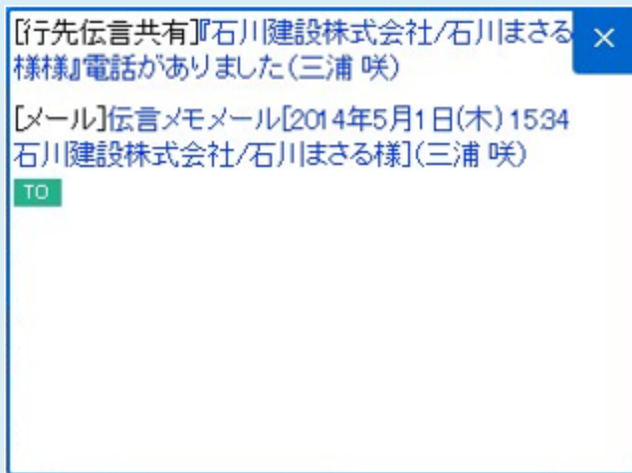 [行先伝言共有]『石川建設株式会社/石川まさる
様様』電話がありました(三浦 咲)
[メール]伝言メモメール[2014年5月1日(木) 15:34
石川建設株式会社/石川まさる様](三浦 咲)
TO